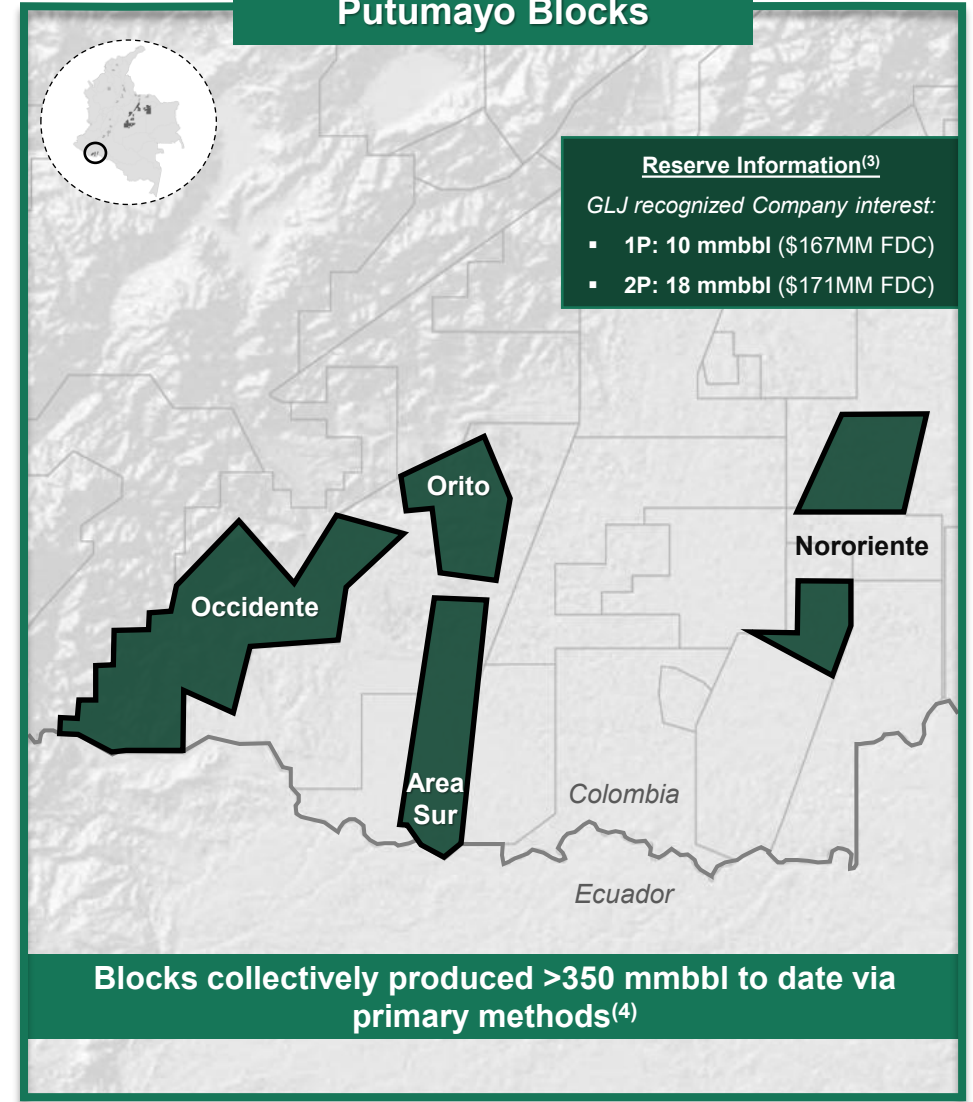 Putumayo Blocks
Reserve Information(3)
GLJ recognized Company interest:
▪ 1P: 10 mmbbl ($167MM FDC)
▪ 2P: 18 mmbbl ($171MM FDC)
Orito
Nororiente
Occidente
Area
Sur
Colombia
Ecuador
Blocks collectively produced >350 mmbbl to date via
primary methods(4)